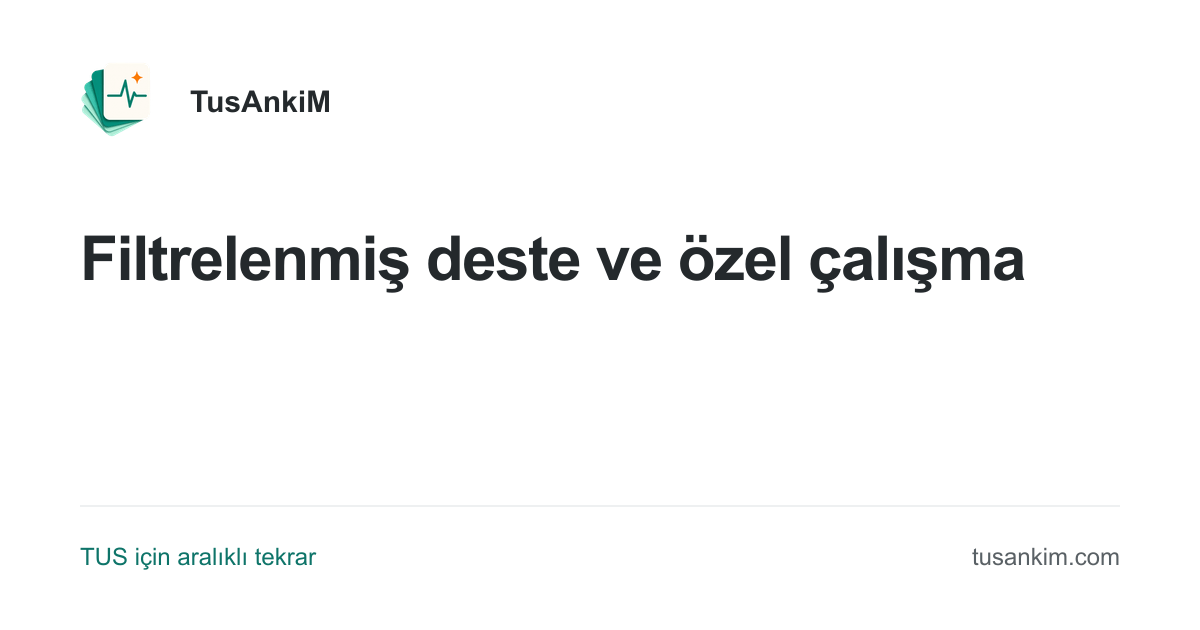 TusAnkiM
Filtrelenmiş deste ve özel çalışma
TUS için aralıklı tekrar
tusankim.com